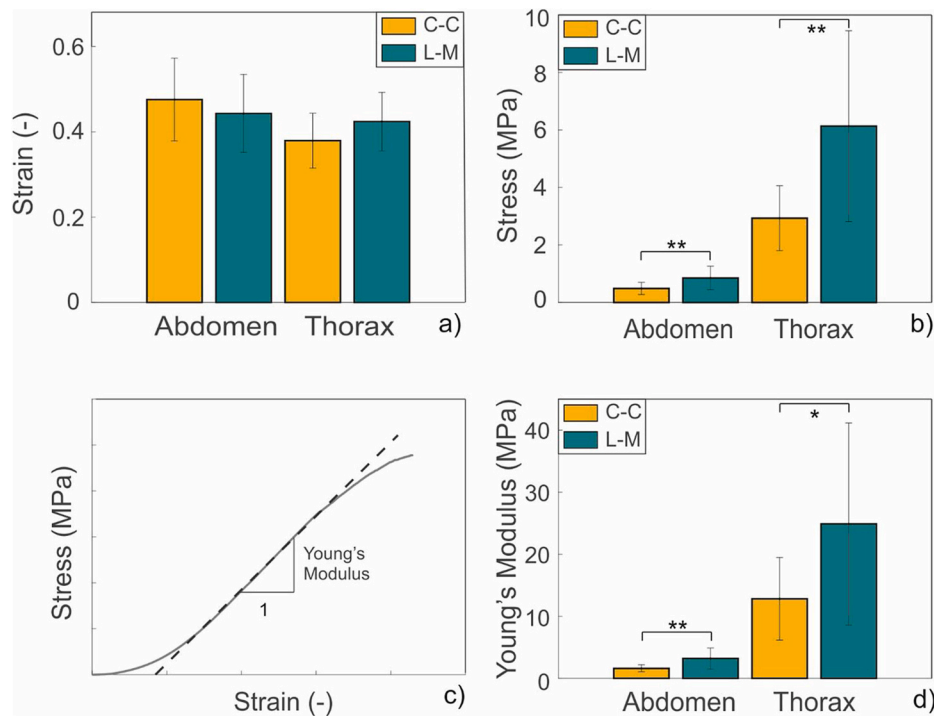 C-C
L-M
0.6
0.4
0.2
0
Strain (-)
Abdomen Thorax
a)
C-C
L-M
**
**
10
8
6
4
2
0
Stress (MPa)
Abdomen Thorax
b)
Stress (MPa)
Young's
Modulus
1
Strain (-)
c)
C-C
L-M
*
**
40
30
20
10
0
Young's Modulus (MPa)
Abdomen Thorax
d)